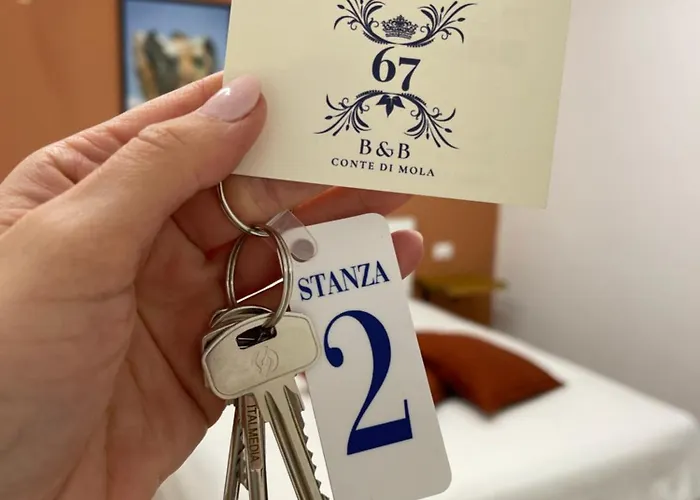 67
B&B
CONTE DI MOLA
STANZA
2
ITALMEDIA